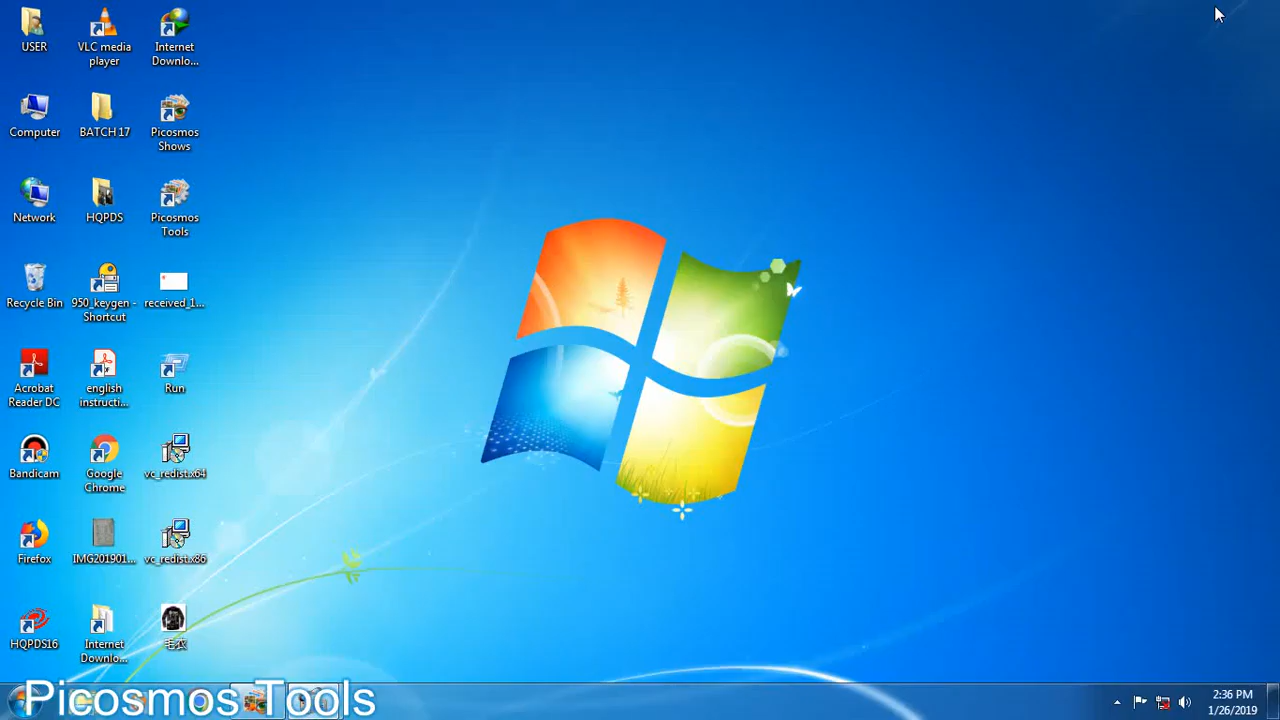 USER
VLC media
player
Internet
Downlo...
Computer
BATCH 17
Picosmos
Shows
Network
HQPDS
Picosmos
Tools
Recycle Bin
950_keygen -
Shortcut
received_1...
Acrobat
Reader DC
english
instructi...
Run
Bandicam
Google
Chrome
vc_redist.x64
Firefox
IMG201901...
vc_redist.x86
HQPDS16
Internet
Downlo...
毛衣
Picosmos Tools
2:36 PM
1/26/2019